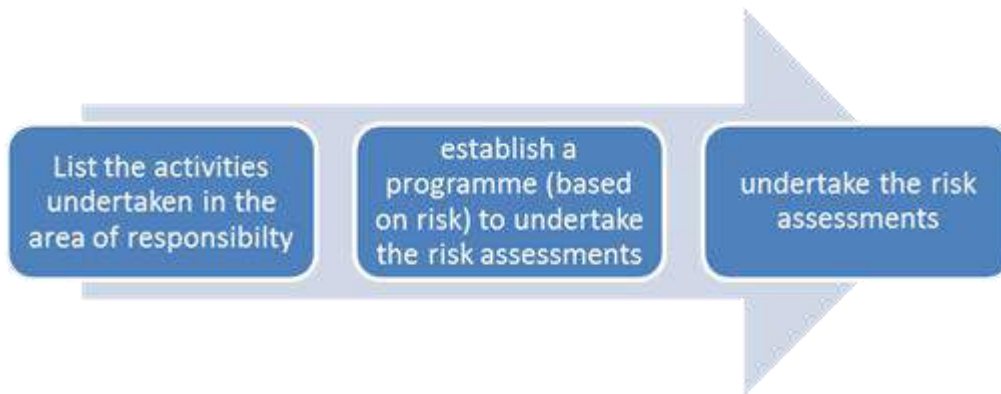 List the activities
undertaken in the
area of responsibilty
establish a
programme (based
on risk) to undertake
the risk assessments
undertake the risk
assessments